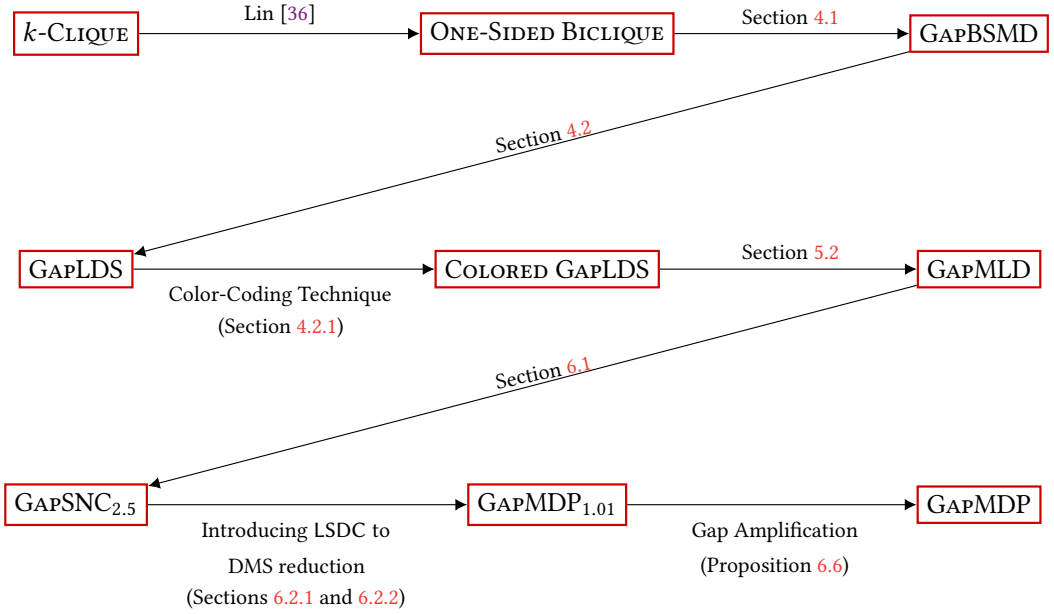 k-CLIQUE
Lin [36]
ONE-SIDED BICLIQUE
Section 4.1
GAPBSMD
Section 4.2
GAPLDS
Color-Coding Technique
(Section 4.2.1)
COLORED GAPLDS
Section 5.2
GAPMLD
Section 6.1
GAPSNC₂.₅
Introducing LSDC to
DMS reduction
(Sections 6.2.1 and 6.2.2)
GAPMDP₁.₀₁
Gap Amplification
(Proposition 6.6)
GAPMDP